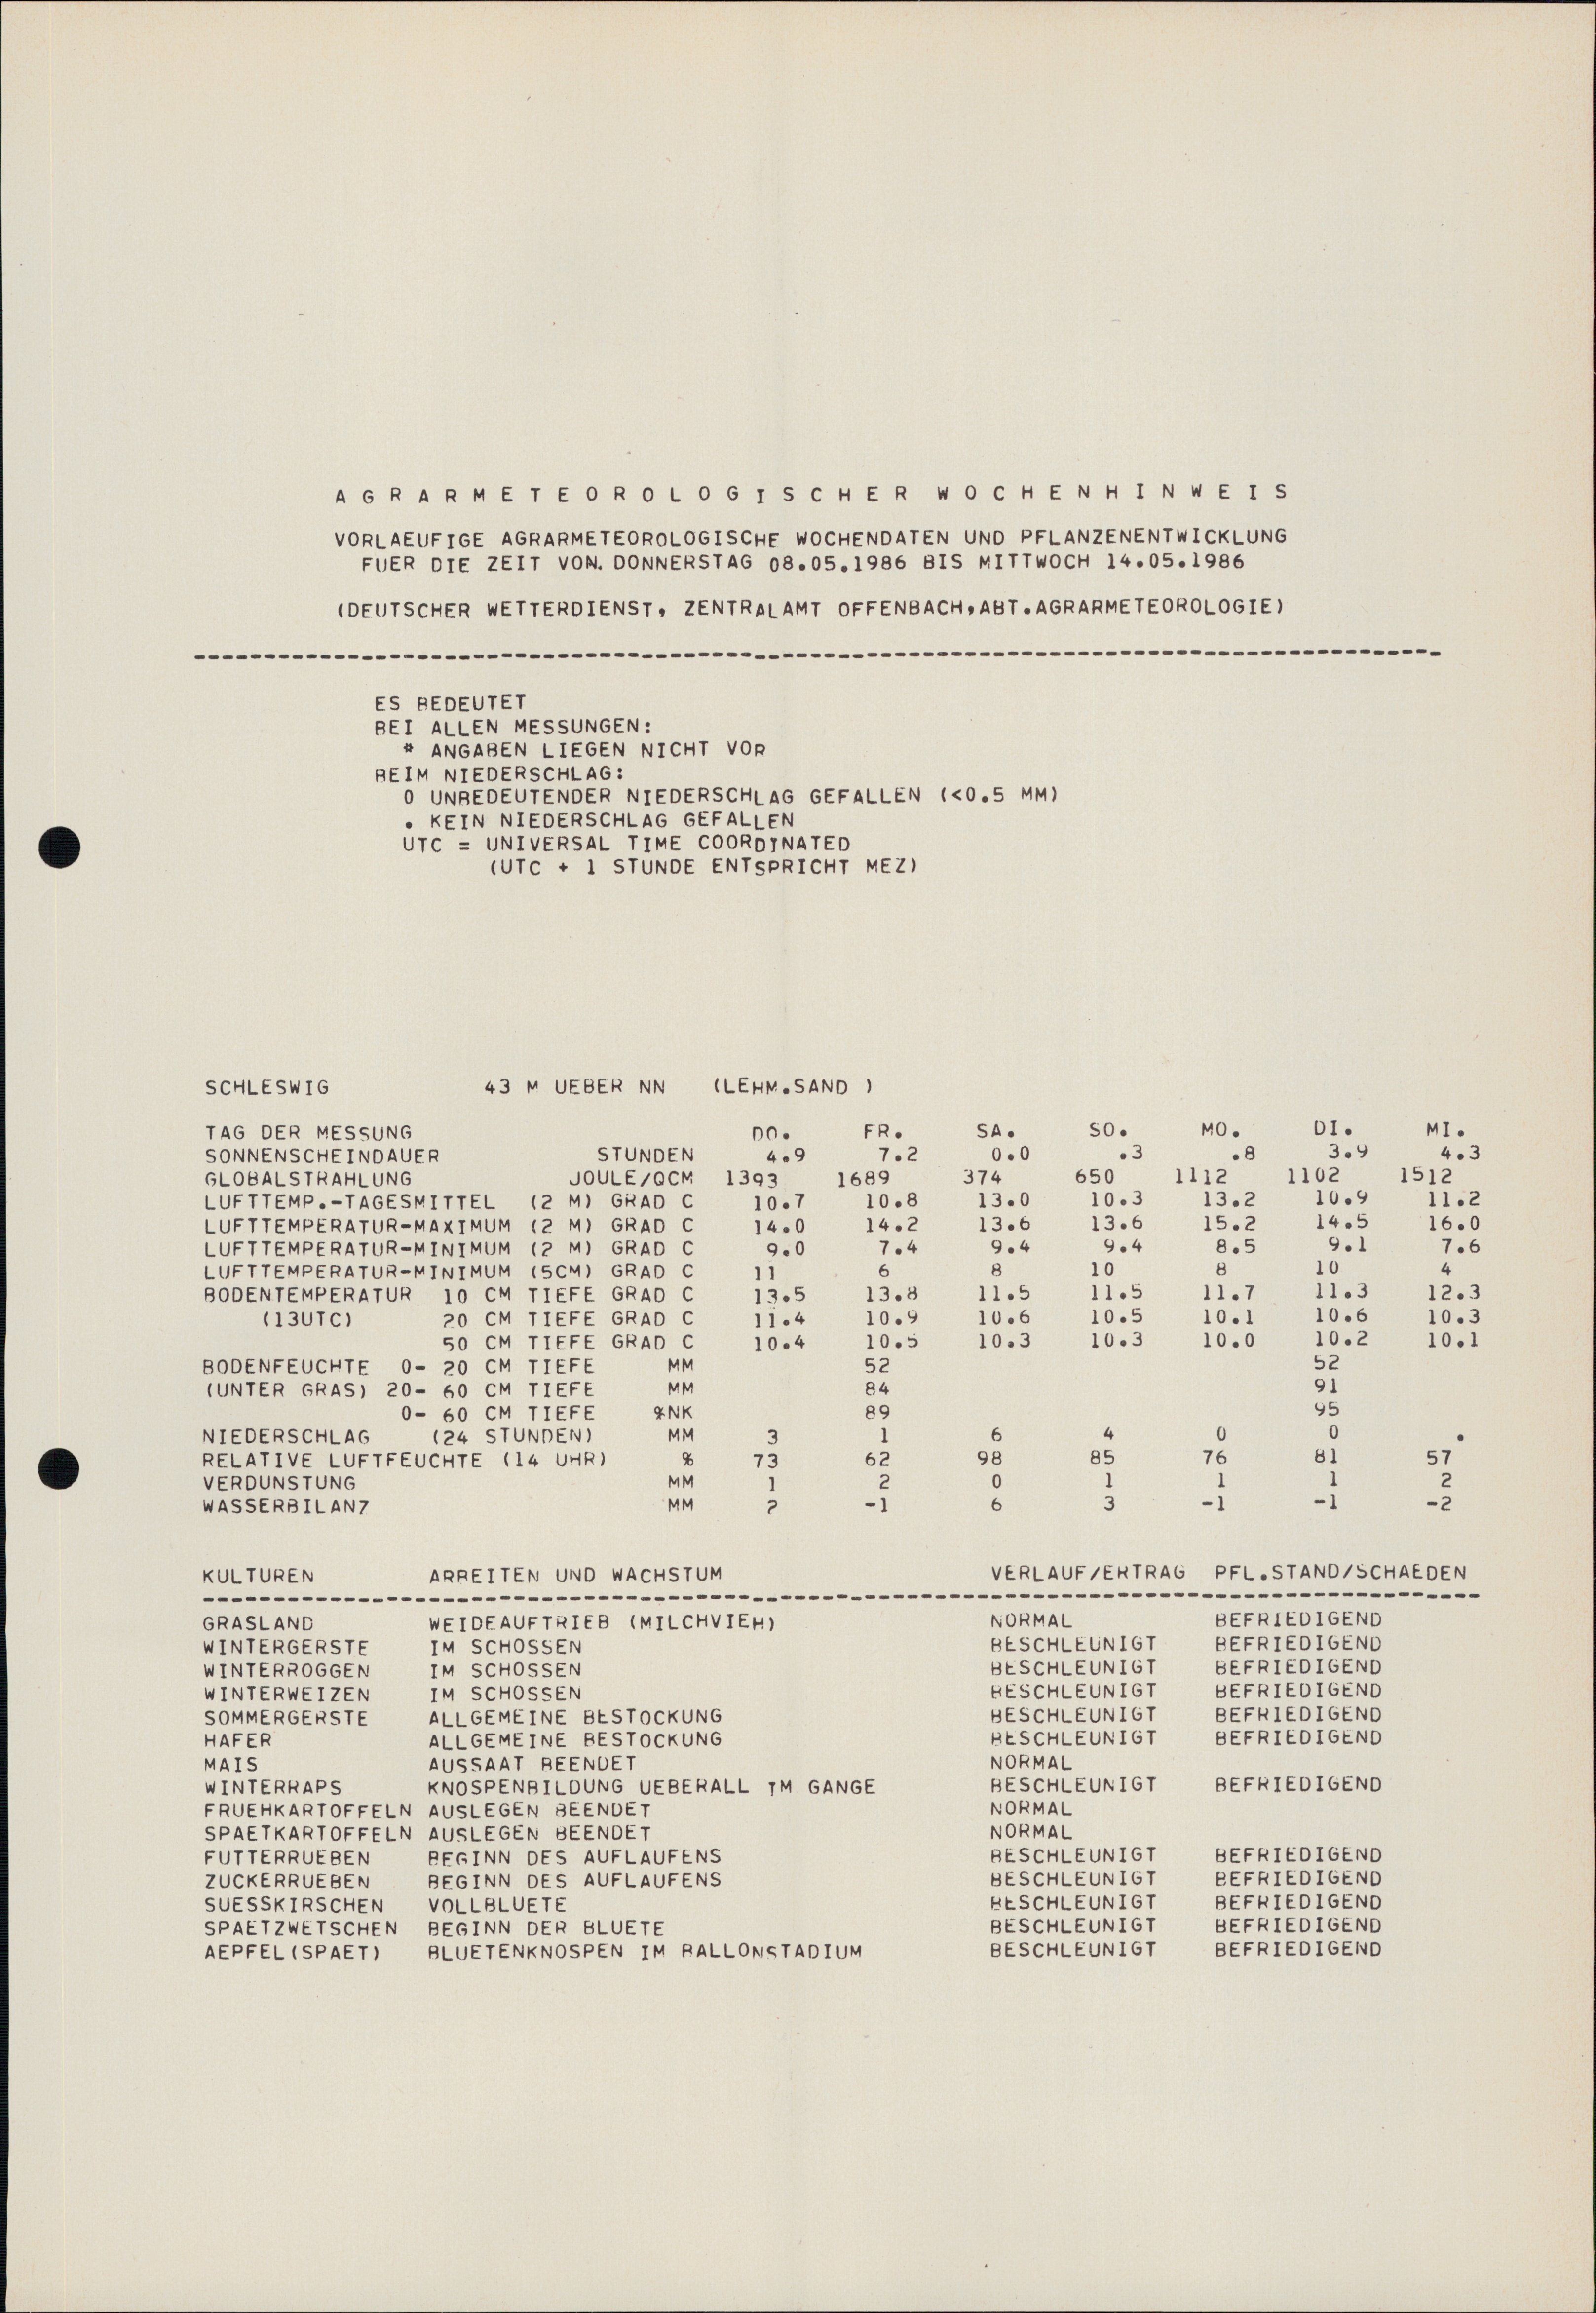 AGRARMETEOROLOGISCHER WOCHENHINWEIS
VORLAEUFIGE AGRARMETEOROLOGISCHE WOCHENDATEN UND PFLANZENENTWICKLUNG
FUER DIE ZEIT VON. DONNERSTAG 08.05.1986 BIS MITTWOCH 14.05.1986
(DEUTSCHER WETTERDIENST, ZENTRALAMT OFFENBACH,ABT.AGRARMETEOROLOGIE)
ES BEDEUTET
BEI ALLEN MESSUNGEN:
* ANGABEN LIEGEN NICHT VOR
BEIM NIEDERSCHLAG:
0 UNBEDEUTENDER NIEDERSCHLAG GEFALLEN (<0.5 MM)
. KEIN NIEDERSCHLAG GEFALLEN
UTC = UNIVERSAL TIME COORDINATED
(UTC + 1 STUNDE ENTSPRICHT MEZ)
SCHLESWIG 43 M UEBER NN (LEHM.SAND )
TAG DER MESSUNG DO. FR. SA. SO. MO. DI. MI.
SONNENSCHEINDAUER STUNDEN 4.9 7.2 0.0 .3 .8 3.9 4.3
GLOBALSTRAHLUNG JOULE/QCM 1393 1689 374 650 1112 1102 1512
LUFTTEMP.-TAGESMITTEL (2 M) GRAD C 10.7 10.8 13.0 10.3 13.2 10.9 11.2
LUFTTEMPERATUR-MAXIMUM (2 M) GRAD C 14.0 14.2 13.6 13.6 15.2 14.5 16.0
LUFTTEMPERATUR-MINIMUM (2 M) GRAD C 9.0 7.4 9.4 9.4 8.5 9.1 7.6
LUFTTEMPERATUR-MINIMUM (5CM) GRAD C 11 6 8 10 8 10 4
BODENTEMPERATUR 10 CM TIEFE GRAD C 13.5 13.8 11.5 11.5 11.7 11.3 12.3
(13UTC) 20 CM TIEFE GRAD C 11.4 10.9 10.6 10.5 10.1 10.6 10.3
50 CM TIEFE GRAD C 10.4 10.5 10.3 10.3 10.0 10.2 10.1
BODENFEUCHTE 0- 20 CM TIEFE MM 52 52
(UNTER GRAS) 20- 60 CM TIEFE MM 84 91
0- 60 CM TIEFE %NK 89 95
NIEDERSCHLAG (24 STUNDEN) MM 3 1 6 4 0 0 .
RELATIVE LUFTFEUCHTE (14 UHR) % 73 62 98 85 76 81 57
VERDUNSTUNG MM 1 2 0 1 1 1 2
WASSERBILANZ MM 2 -1 6 3 -1 -1 -2
KULTUREN ARBEITEN UND WACHSTUM VERLAUF/ERTRAG PFL.STAND/SCHAEDEN
GRASLAND WEIDEAUFTRIEB (MILCHVIEH) NORMAL BEFRIEDIGEND
WINTERGERSTE IM SCHOSSEN BESCHLEUNIGT BEFRIEDIGEND
WINTERROGGEN IM SCHOSSEN BESCHLEUNIGT BEFRIEDIGEND
WINTERWEIZEN IM SCHOSSEN BESCHLEUNIGT BEFRIEDIGEND
SOMMERGERSTE ALLGEMEINE BESTOCKUNG BESCHLEUNIGT BEFRIEDIGEND
HAFER ALLGEMEINE BESTOCKUNG BESCHLEUNIGT BEFRIEDIGEND
MAIS AUSSAAT BEENDET NORMAL
WINTERRAPS KNOSPENBILDUNG UEBERALL IM GANGE BESCHLEUNIGT BEFRIEDIGEND
FRUEHKARTOFFELN AUSLEGEN BEENDET NORMAL
SPAETKARTOFFELN AUSLEGEN BEENDET NORMAL
FUTTERRUEBEN BEGINN DES AUFLAUFENS BESCHLEUNIGT BEFRIEDIGEND
ZUCKERRUEBEN BEGINN DES AUFLAUFENS BESCHLEUNIGT BEFRIEDIGEND
SUESSKIRSCHEN VOLLBLUETE BESCHLEUNIGT BEFRIEDIGEND
SPAETZWETSCHEN BEGINN DER BLUETE BESCHLEUNIGT BEFRIEDIGEND
AEPFEL(SPAET) BLUETENKNOSPEN IM BALLONSTADIUM BESCHLEUNIGT BEFRIEDIGEND